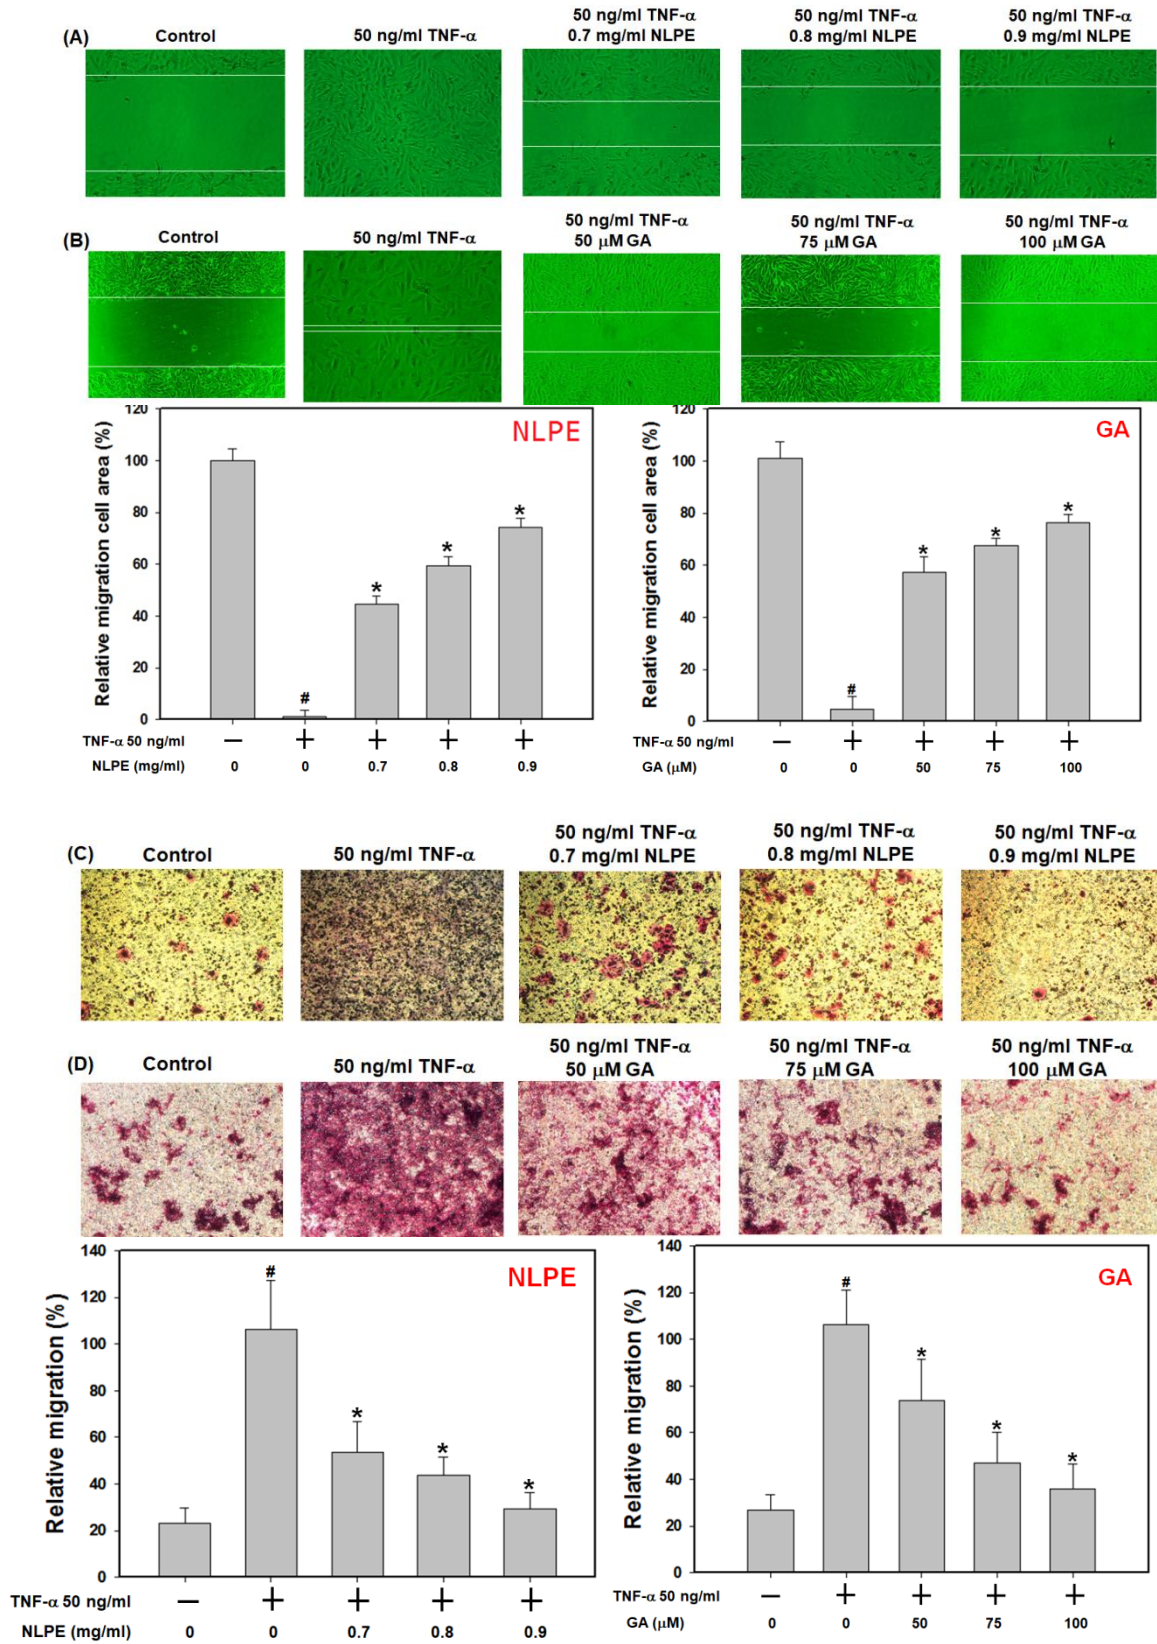 (A)
Control
50 ng/ml TNF-α
50 ng/ml TNF-α
0.7 mg/ml NLPE
50 ng/ml TNF-α
0.8 mg/ml NLPE
50 ng/ml TNF-α
0.9 mg/ml NLPE
(B)
Control
50 ng/ml TNF-α
50 ng/ml TNF-α
50 μM GA
50 ng/ml TNF-α
75 μM GA
50 ng/ml TNF-α
100 μM GA
NLPE
Relative migration cell area (%)
120
100
80
60
40
20
0
#
*
*
*
TNF-α 50 ng/ml − + + + +
NLPE (mg/ml) 0 0 0.7 0.8 0.9
GA
Relative migration cell area (%)
120
100
80
60
40
20
0
#
*
*
*
TNF-α 50 ng/ml − + + + +
GA (μM) 0 0 50 75 100
(C)
Control
50 ng/ml TNF-α
50 ng/ml TNF-α
0.7 mg/ml NLPE
50 ng/ml TNF-α
0.8 mg/ml NLPE
50 ng/ml TNF-α
0.9 mg/ml NLPE
(D)
Control
50 ng/ml TNF-α
50 ng/ml TNF-α
50 μM GA
50 ng/ml TNF-α
75 μM GA
50 ng/ml TNF-α
100 μM GA
NLPE
Relative migration (%)
140
120
100
80
60
40
20
0
#
*
*
*
TNF-α 50 ng/ml − + + + +
NLPE (mg/ml) 0 0 0.7 0.8 0.9
GA
Relative migration (%)
140
120
100
80
60
40
20
0
#
*
*
*
TNF-α 50 ng/ml − + + + +
GA (μM) 0 0 50 75 100